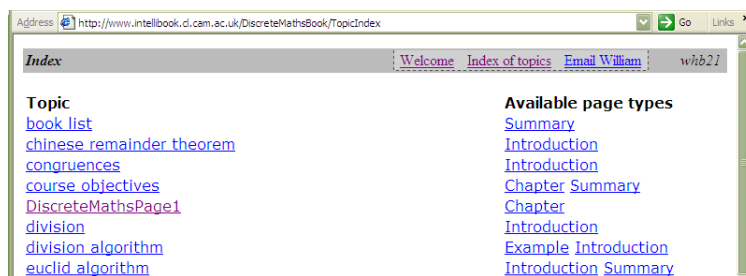 Address http://www.intellibook.cl.cam.ac.uk/DiscreteMathsBook/TopicIndex Go Links
Index Welcome Index of topics Email William whb21
Topic Available page types
book list Summary
chinese remainder theorem Introduction
congruences Introduction
course objectives Chapter Summary
DiscreteMathsPage1 Chapter
division Introduction
division algorithm Example Introduction
euclid algorithm Introduction Summary